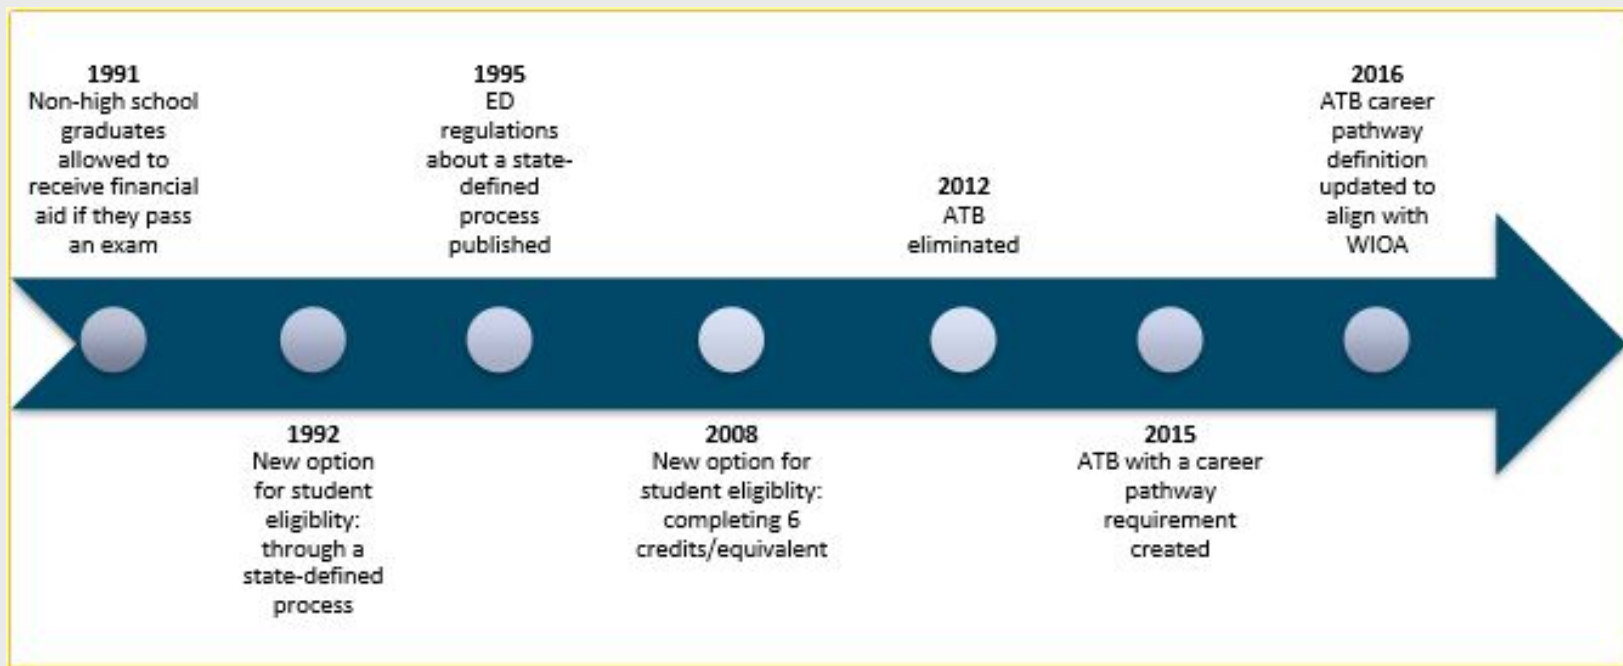 1991
Non-high school
graduates
allowed to
receive financial
aid if they pass
an exam
1992
New option
for student
eligiblity:
through a
state-defined
process
1995
ED
regulations
about a state-
defined
process
published
2008
New option for
student eligiblity:
completing 6
credits/equivalent
2012
ATB
eliminated
2015
ATB with a career
pathway
requirement
created
2016
ATB career
pathway
definition
updated to
align with
WIOA